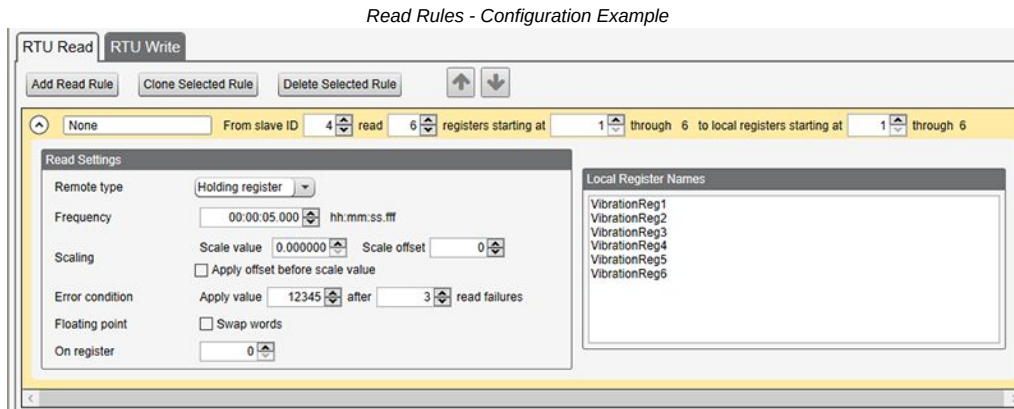 Read Rules - Configuration Example
RTU Read RTU Write
Add Read Rule Clone Selected Rule Delete Selected Rule
None From slave ID 4 read 6 registers starting at 1 through 6 to local registers starting at 1 through 6
Read Settings
Remote type Holding register
Frequency 00:00:05.000 hh:mm:ss.fff
Scaling Scale value 0.000000 Scale offset 0
Apply offset before scale value
Error condition Apply value 12345 after 3 read failures
Floating point Swap words
On register 0
Local Register Names
VibrationReg1
VibrationReg2
VibrationReg3
VibrationReg4
VibrationReg5
VibrationReg6